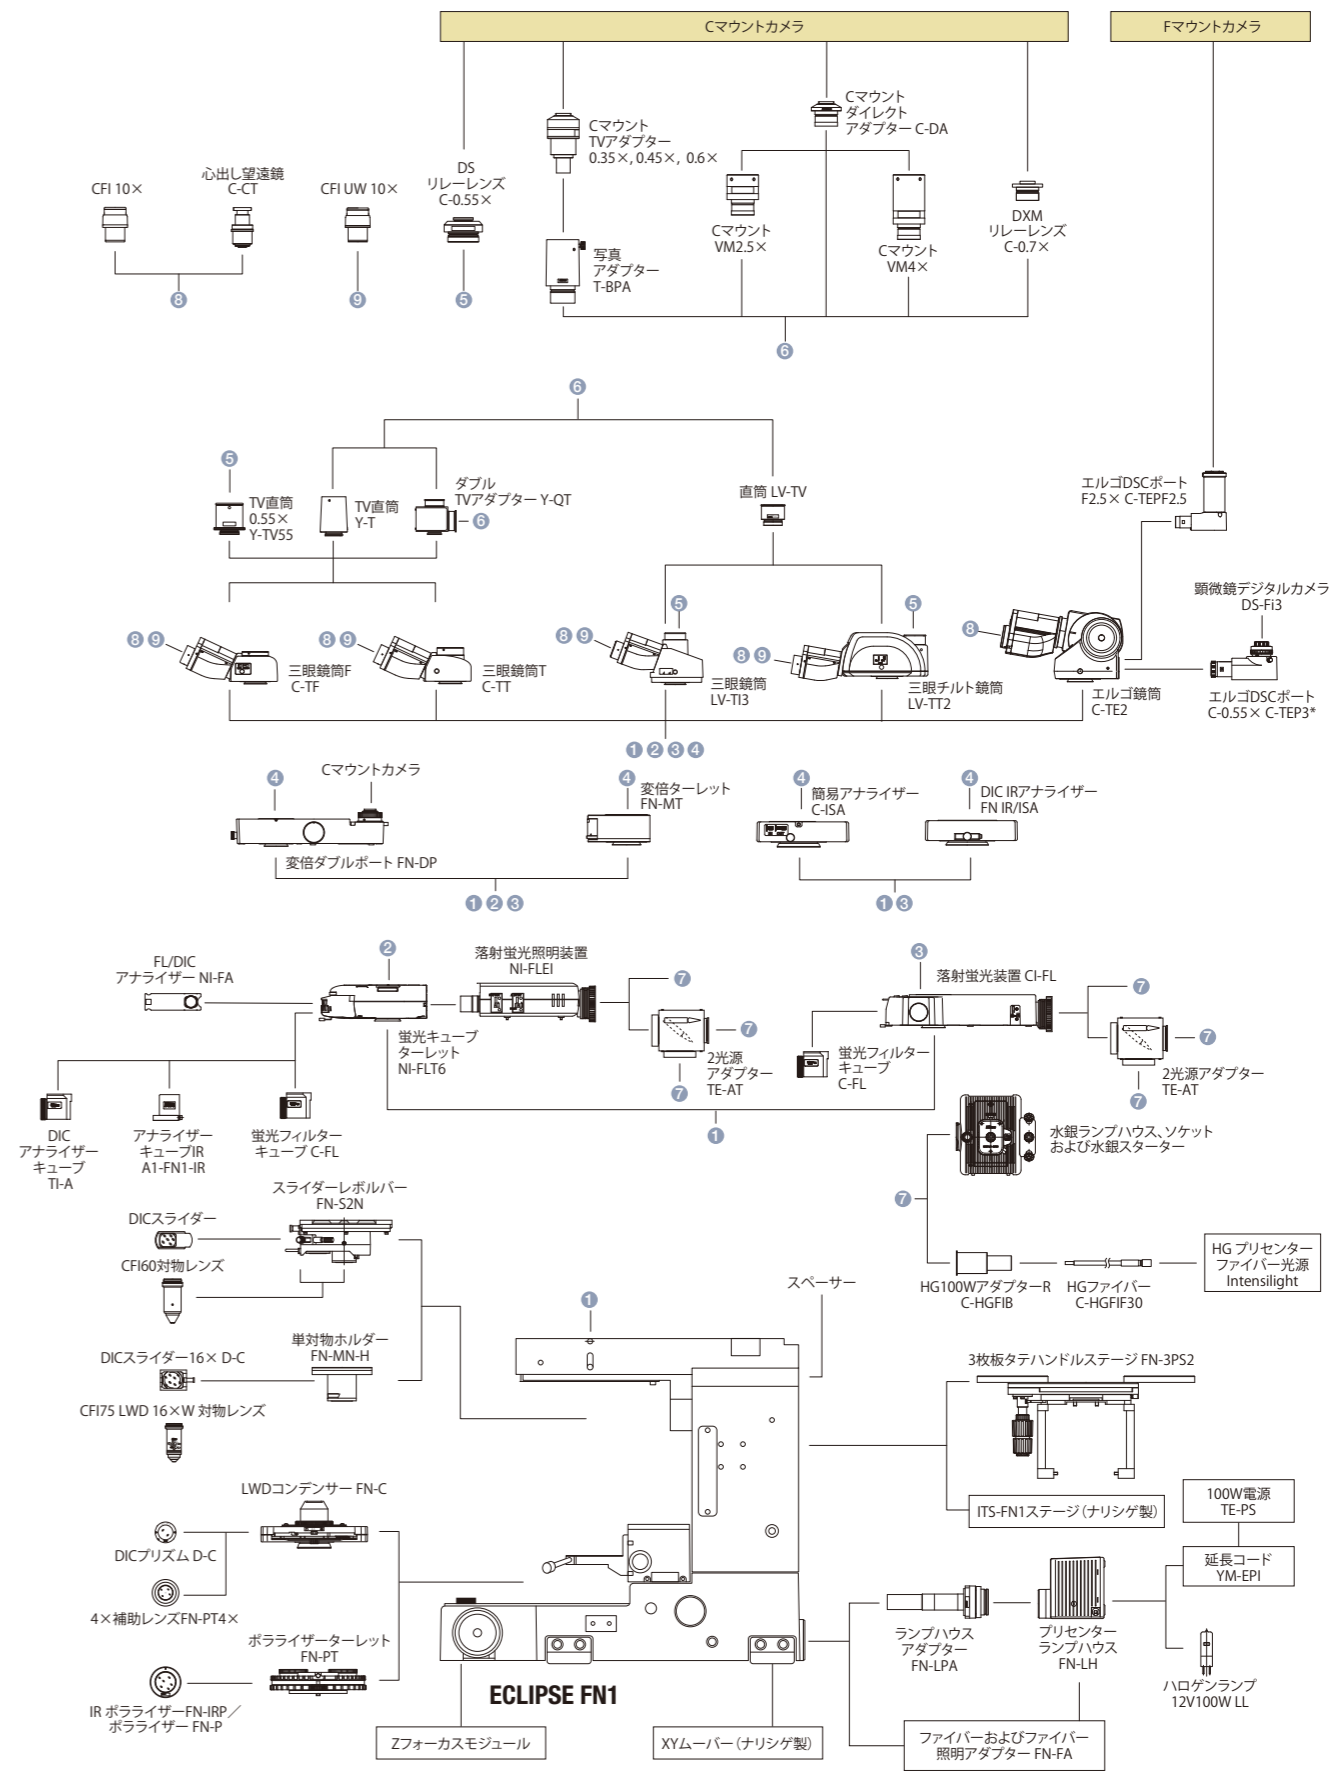 Cマウントカメラ
Fマウントカメラ
Cマウント
ダイレクト
アダプター C-DA
Cマウント
TVアダプター
0.35×, 0.45×, 0.6×
CFI 10×
心出し望遠鏡
C-CT
CFI UW 10×
DS
リレーレンズ
C-0.55×
Cマウント
VM2.5×
Cマウント
VM4×
DXM
リレーレンズ
C-0.7×
写真
アダプター
T-BPA
8
9
5
6
6
5
TV直筒
0.55×
Y-TV55
TV直筒
Y-T
ダブル
TVアダプター Y-QT
6
直筒 LV-TV
エルゴDSCポート
F2.5× C-TEPF2.5
顕微鏡デジタルカメラ
DS-Fi3
8 9
三眼鏡筒F
C-TF
8 9
三眼鏡筒T
C-TT
5
8 9
三眼鏡筒
LV-TI3
5
8 9
三眼チルト鏡筒
LV-TT2
8
エルゴ鏡筒
C-TE2
エルゴDSCポート
C-0.55× C-TEP3*
1 2 3 4
4
Cマウントカメラ
変倍ダブルポート FN-DP
4
変倍ターレット
FN-MT
4
簡易アナライザー
C-ISA
4
DIC IRアナライザー
FN IR/ISA
1 2 3
1 3
FL/DIC
アナライザー NI-FA
2
落射蛍光照明装置
NI-FLEI
7
7
7
蛍光キューブ
ターレット
NI-FLT6
2光源
アダプター
TE-AT
3
落射蛍光装置 CI-FL
7
7
7
蛍光フィルター
キューブ
C-FL
2光源アダプター
TE-AT
1
DIC
アナライザー
キューブ
TI-A
アナライザー
キューブIR
A1-FN1-IR
蛍光フィルター
キューブ C-FL
水銀ランプハウス、ソケット
および水銀スターター
7
HG100WアダプターR
C-HGFIB
HGファイバー
C-HGFIF30
HG プリセンター
ファイバー光源
Intensilight
スライダーレボルバー
FN-S2N
DICスライダー
CFI60対物レンズ
単対物ホルダー
FN-MN-H
DICスライダー16× D-C
CFI75 LWD 16×W 対物レンズ
1
スペーサー
3枚板タテハンドルステージ FN-3PS2
ITS-FN1ステージ（ナリシゲ製）
100W電源
TE-PS
延長コード
YM-EPI
LWDコンデンサー FN-C
DICプリズム D-C
4×補助レンズFN-PT4×
ポラライザーターレット
FN-PT
IR ポラライザーFN-IRP／
ポラライザー FN-P
ECLIPSE FN1
Zフォーカスモジュール
XYムーバー（ナリシゲ製）
ランプハウス
アダプター
FN-LPA
プリセンター
ランプハウス
FN-LH
ハロゲンランプ
12V100W LL
ファイバーおよびファイバー
照明アダプター FN-FA